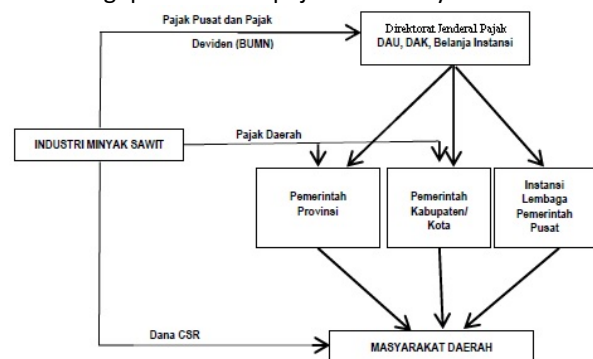 Pajak Pusat dan Pajak
Deviden (BUMN)
Direktorat Jenderal Pajak
DAU, DAK, Belanja Instansi
INDUSTRI MINYAK SAWIT
Pajak Daerah
Pemerintah
Provinsi
Pemerintah
Kabupaten/
Kota
Instansi
Lembaga
Pemerintah
Pusat
Dana CSR
MASYARAKAT DAERAH